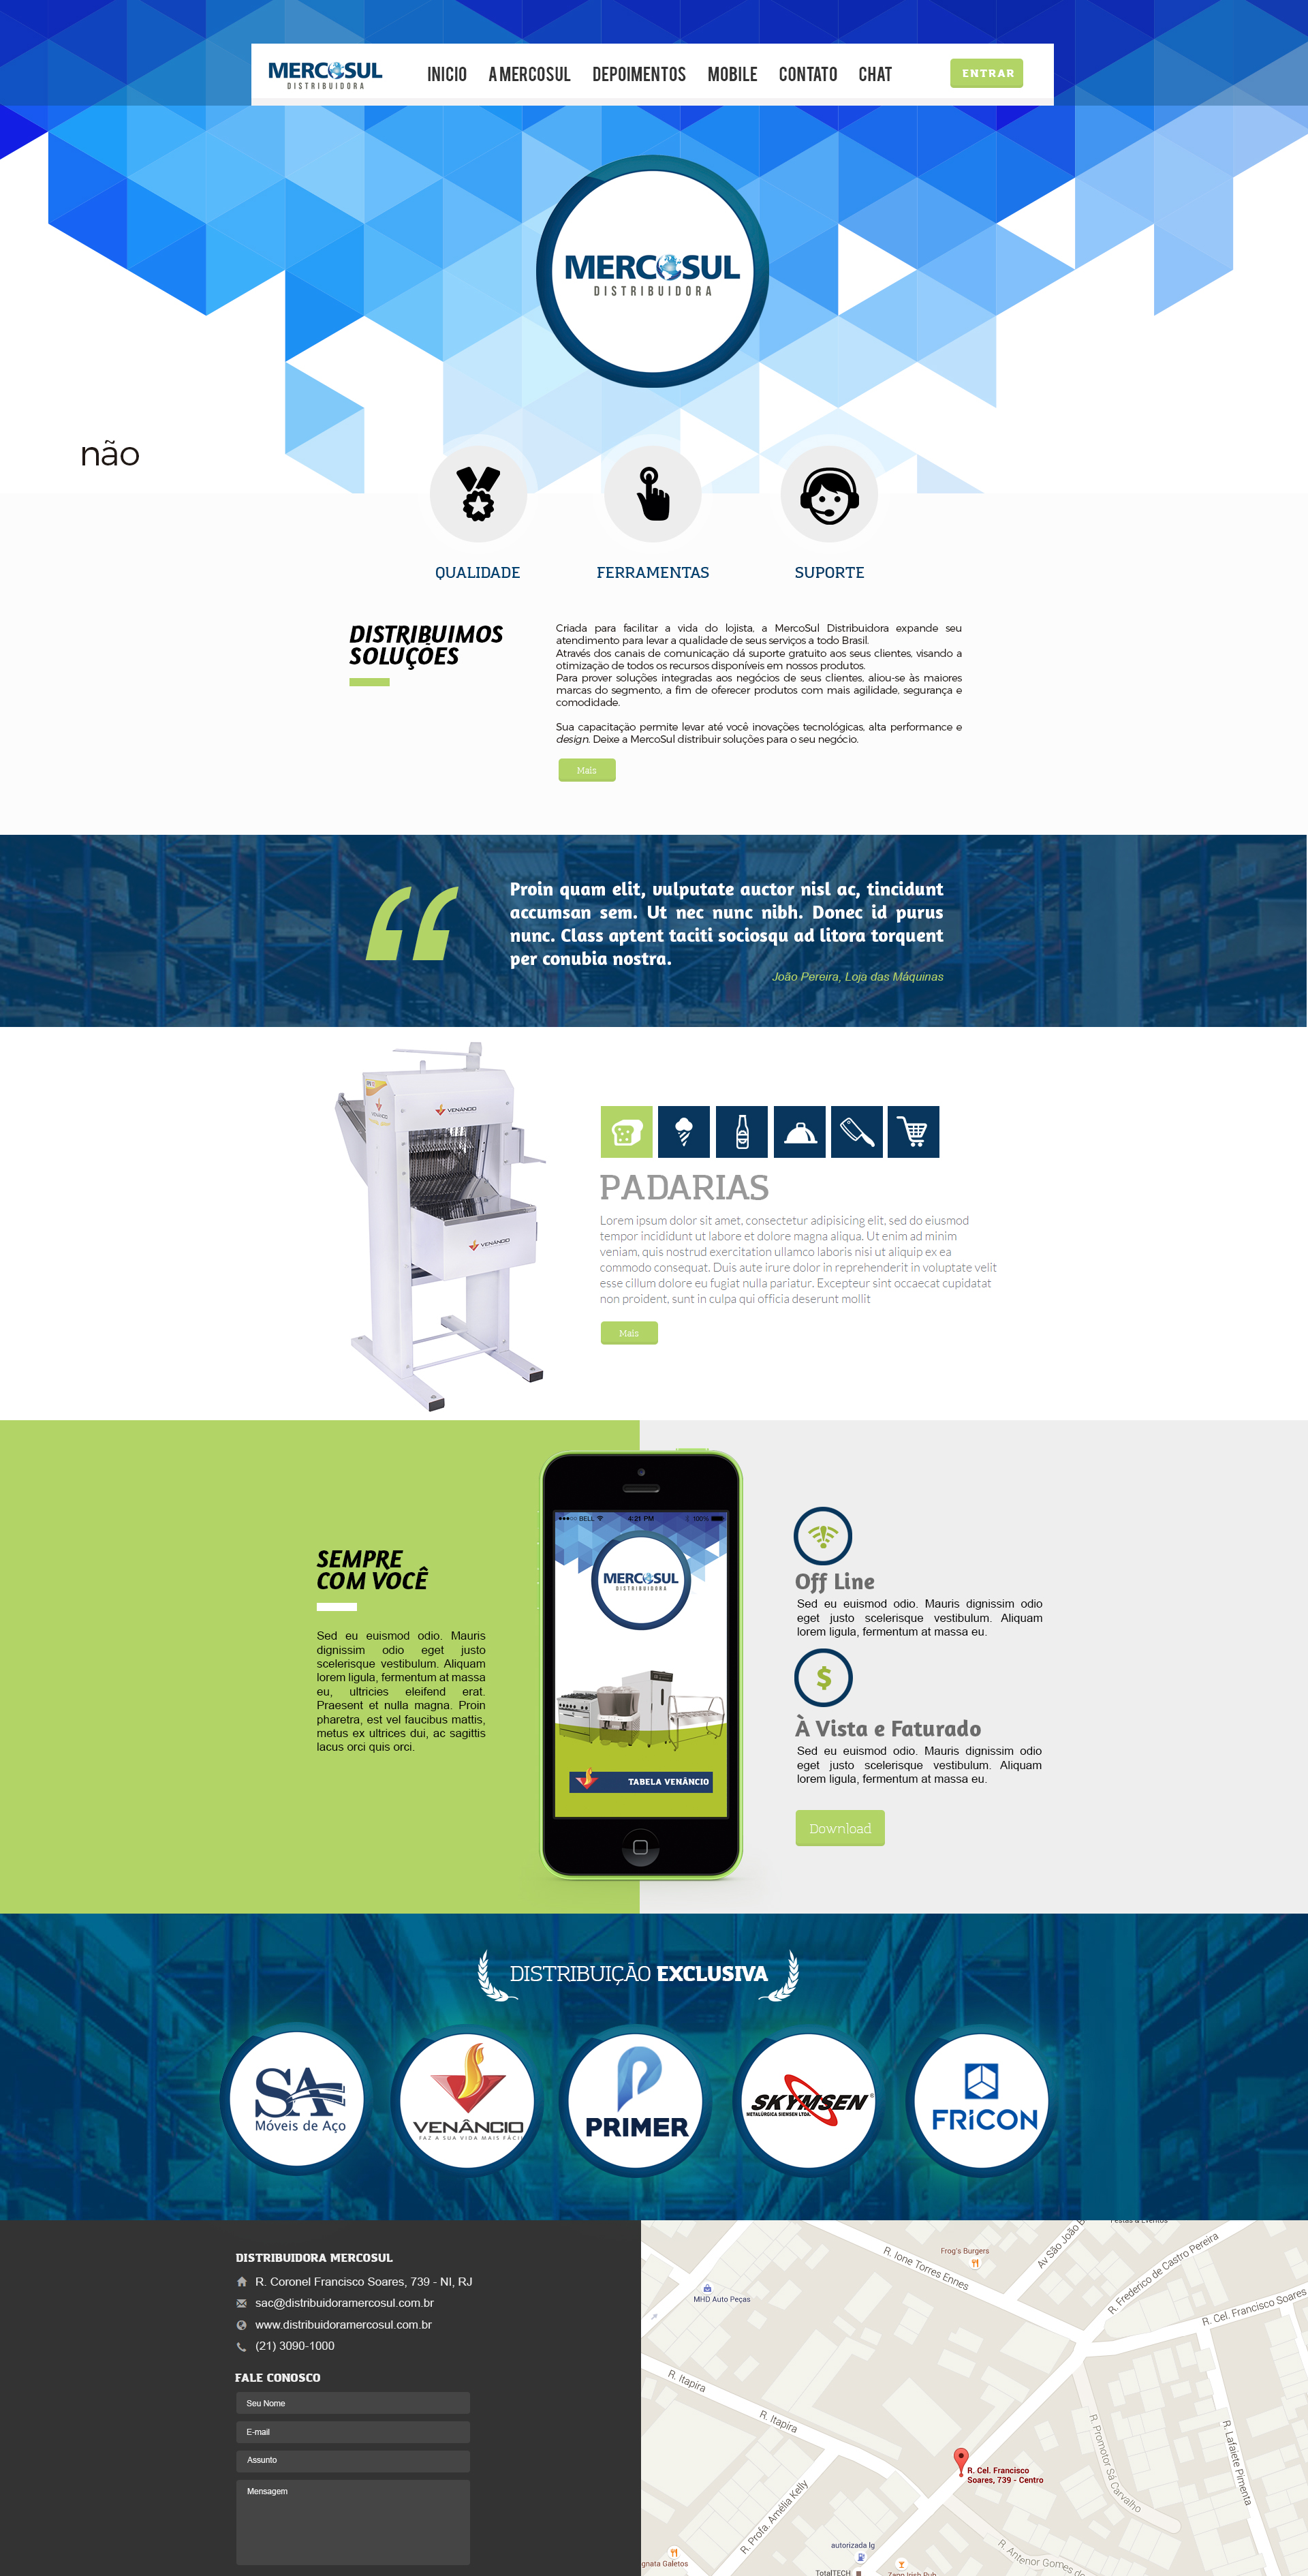 MERCOSUL
DISTRIBUIDORA
INICIO A MERCOSUL DEPOIMENTOS MOBILE CONTATO CHAT
ENTRAR
MERCOSUL
DISTRIBUIDORA
não
QUALIDADE FERRAMENTAS SUPORTE
DISTRIBUIMOS
SOLUÇÕES
Criada para facilitar a vida do lojista, a MercoSul Distribuidora expande seu
atendimento para levar a qualidade de seus serviços a todo Brasil.
Através dos canais de comunicação dá suporte gratuito aos seus clientes, visando a
otimização de todos os recursos disponíveis em nossos produtos.
Para prover soluções integradas aos negócios de seus clientes, aliou-se às maiores
marcas do segmento, a fim de oferecer produtos com mais agilidade, segurança e
comodidade.
Sua capacitação permite levar até você inovações tecnológicas, alta performance e
design. Deixe a MercoSul distribuir soluções para o seu negócio.
Mais
Proin quam elit, vulputate auctor nisl ac, tincidunt
accumsan sem. Ut nec nunc nibh. Donec id purus
nunc. Class aptent taciti sociosqu ad litora torquent
per conubia nostra.
João Pereira, Loja das Máquinas
VENÂNCIO
VENÂNCIO
PADARIAS
Lorem ipsum dolor sit amet, consectetur adipisicing elit, sed do eiusmod
tempor incididunt ut labore et dolore magna aliqua. Ut enim ad minim
veniam, quis nostrud exercitation ullamco laboris nisi ut aliquip ex ea
commodo consequat. Duis aute irure dolor in reprehenderit in voluptate velit
esse cillum dolore eu fugiat nulla pariatur. Excepteur sint occaecat cupidatat
non proident, sunt in culpa qui officia deserunt mollit
Mais
SEMPRE
COM VOCÊ
Sed eu euismod odio. Mauris
dignissim odio eget justo
scelerisque vestibulum. Aliquam
lorem ligula, fermentum at massa
eu, ultricies eleifend erat.
Praesent et nulla magna. Proin
pharetra, est vel faucibus mattis,
metus ex ultrices dui, ac sagittis
lacus orci quis orci.
BELL 4:21 PM 100%
MERCOSUL
DISTRIBUIDORA
TABELA VENÂNCIO
Off Line
Sed eu euismod odio. Mauris dignissim odio
eget justo scelerisque vestibulum. Aliquam
lorem ligula, fermentum at massa eu.
$
À Vista e Faturado
Sed eu euismod odio. Mauris dignissim odio
eget justo scelerisque vestibulum. Aliquam
lorem ligula, fermentum at massa eu.
Download
DISTRIBUIÇÃO EXCLUSIVA
SA
Móveis de Aço
VENÂNCIO
FAZ A SUA VIDA MAIS FÁCIL
PRIMER
SKYMSEN®
METALÚRGICA SIEMSEN LTDA.
FRICON
DISTRIBUIDORA MERCOSUL
R. Coronel Francisco Soares, 739 - NI, RJ
sac@distribuidoramercosul.com.br
www.distribuidoramercosul.com.br
(21) 3090-1000
FALE CONOSCO
Seu Nome
E-mail
Assunto
Mensagem
Festas & Eventos
Av São João B
R. Frederico de Castro Pereira
Frog's Burgers
R. Ione Torres Ennes
MHD Auto Peças
R. Cel. Francisco Soares
R. Itapira
R. Itapira
R. Promotor Sá Carvalho
R. Lafaiete Pimenta
R. Cel. Francisco
Soares, 739 - Centro
R. Profa. Amélia Kelly
autorizada lg
R. Antenor Gomes de
gnata Galetos
TotalTECH
Zann Irish Pub